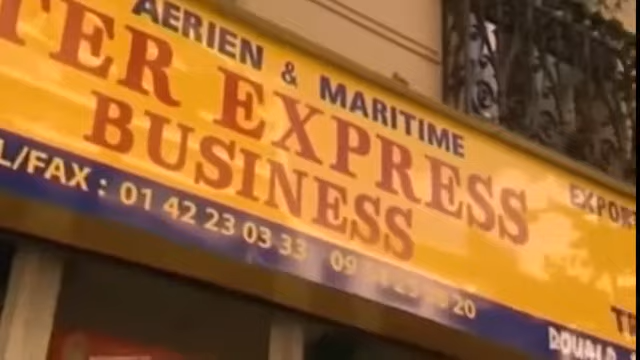 AERIEN & MARITIME
TER EXPRESS
BUSINESS
L/FAX : 01 42 23 03 33
EXPOR